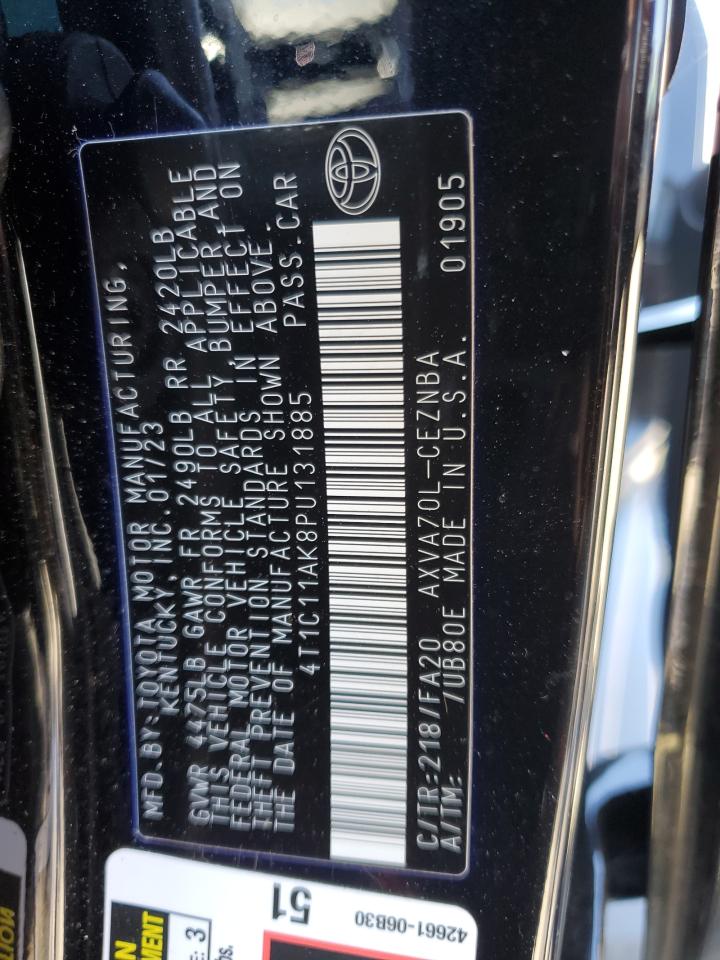 MFD. BY: TOYOTA MOTOR MANUFACTURING,
KENTUCKY, INC. 01/23
GVWR 4475LB GAWR FR 2490LB RR 2420LB
THIS VEHICLE CONFORMS TO ALL APPLICABLE
FEDERAL MOTOR VEHICLE SAFETY, BUMPER AND
THEFT PREVENTION STANDARDS IN EFFECT ON
THE DATE OF MANUFACTURE SHOWN ABOVE.
4T1C11AK8PU131885 PASS.CAR
C/TR: 218/FA20 AXVA70L-CEZNBA
A/TM: /UB80E MADE IN U.S.A. 01905
51
42661-06B30
3